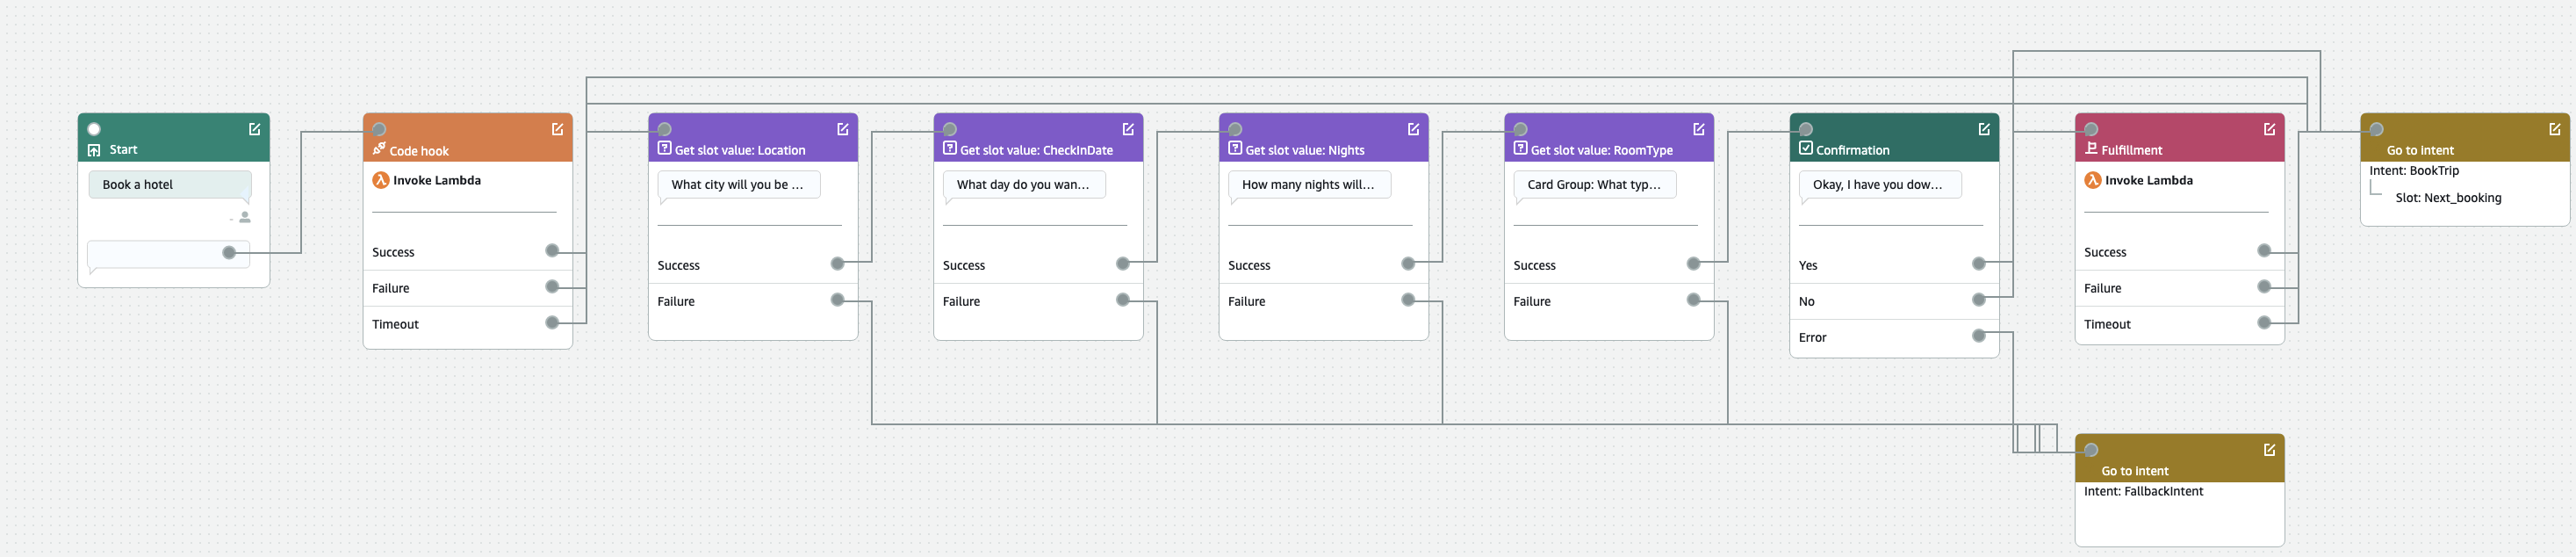 Start
Book a hotel
-
Code hook
Invoke Lambda
Success
Failure
Timeout
Get slot value: Location
What city will you be ...
Success
Failure
Get slot value: CheckInDate
What day do you wan...
Success
Failure
Get slot value: Nights
How many nights will...
Success
Failure
Get slot value: RoomType
Card Group: What typ...
Success
Failure
Confirmation
Okay, I have you dow...
Yes
No
Error
Fulfillment
Invoke Lambda
Success
Failure
Timeout
Go to intent
Intent: BookTrip
Slot: Next_booking
Go to intent
Intent: FallbackIntent